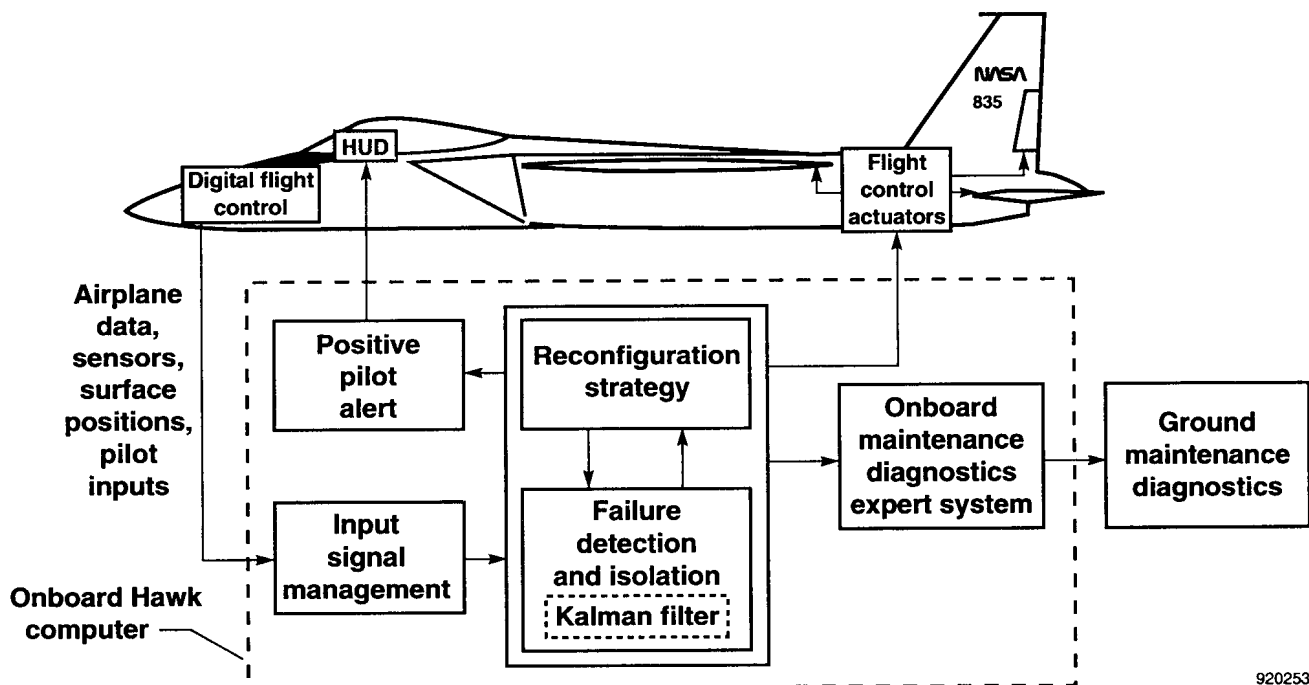 NASA
835
HUD
Digital flight
control
Flight
control
actuators
Airplane
data,
sensors,
surface
positions,
pilot
inputs
Positive
pilot
alert
Reconfiguration
strategy
Onboard
maintenance
diagnostics
expert system
Ground
maintenance
diagnostics
Input
signal
management
Failure
detection
and isolation
Kalman filter
Onboard Hawk
computer
920253